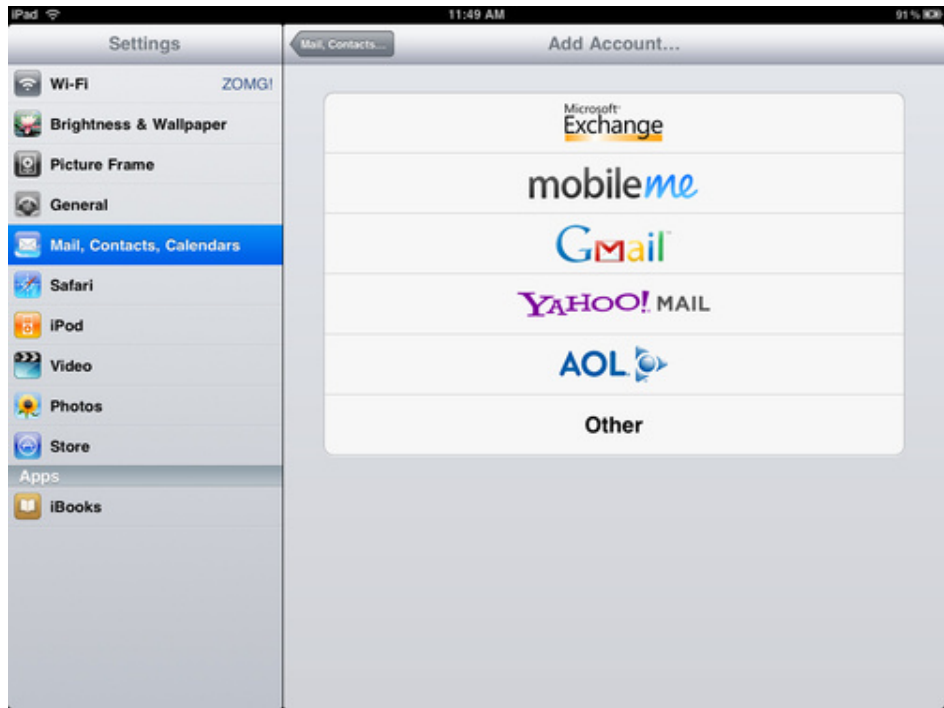 iPad 11:49 AM 91%
Settings
Mail, Contacts... Add Account...
Wi-Fi ZOMG!
Brightness & Wallpaper
Picture Frame
General
Mail, Contacts, Calendars
Safari
iPod
Video
Photos
Store
Apps
iBooks
Microsoft
Exchange
mobileme
Gmail
YAHOO! MAIL
AOL
Other